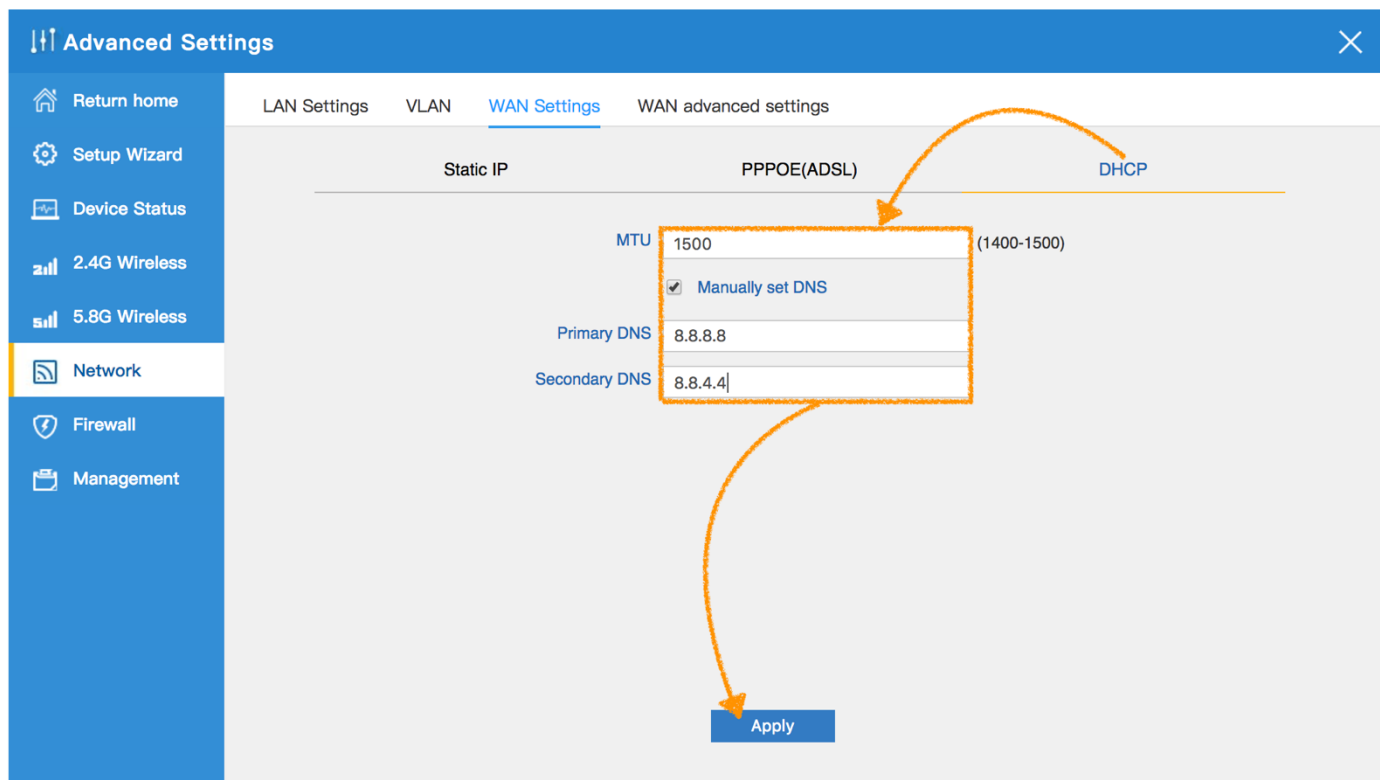 Advanced Settings
Return home
Setup Wizard
Device Status
2.4G Wireless
5.8G Wireless
Network
Firewall
Management
LAN Settings VLAN WAN Settings WAN advanced settings
Static IP PPPOE(ADSL) DHCP
MTU 1500 (1400-1500)
Manually set DNS
Primary DNS 8.8.8.8
Secondary DNS 8.8.4.4
Apply